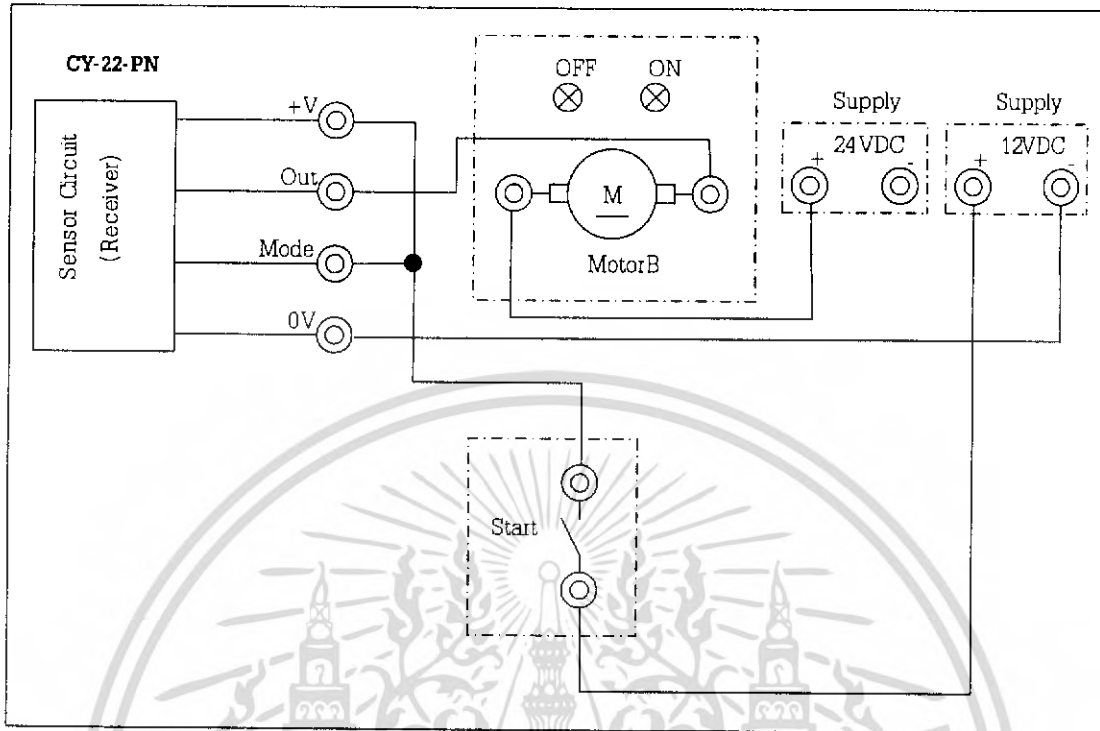 CY-22-PN
Sensor Circuit
(Receiver)
+V
Out
Mode
0V
OFF ON
M
MotorB
Supply
+ 24VDC -
Supply
+ 12VDC -
Start